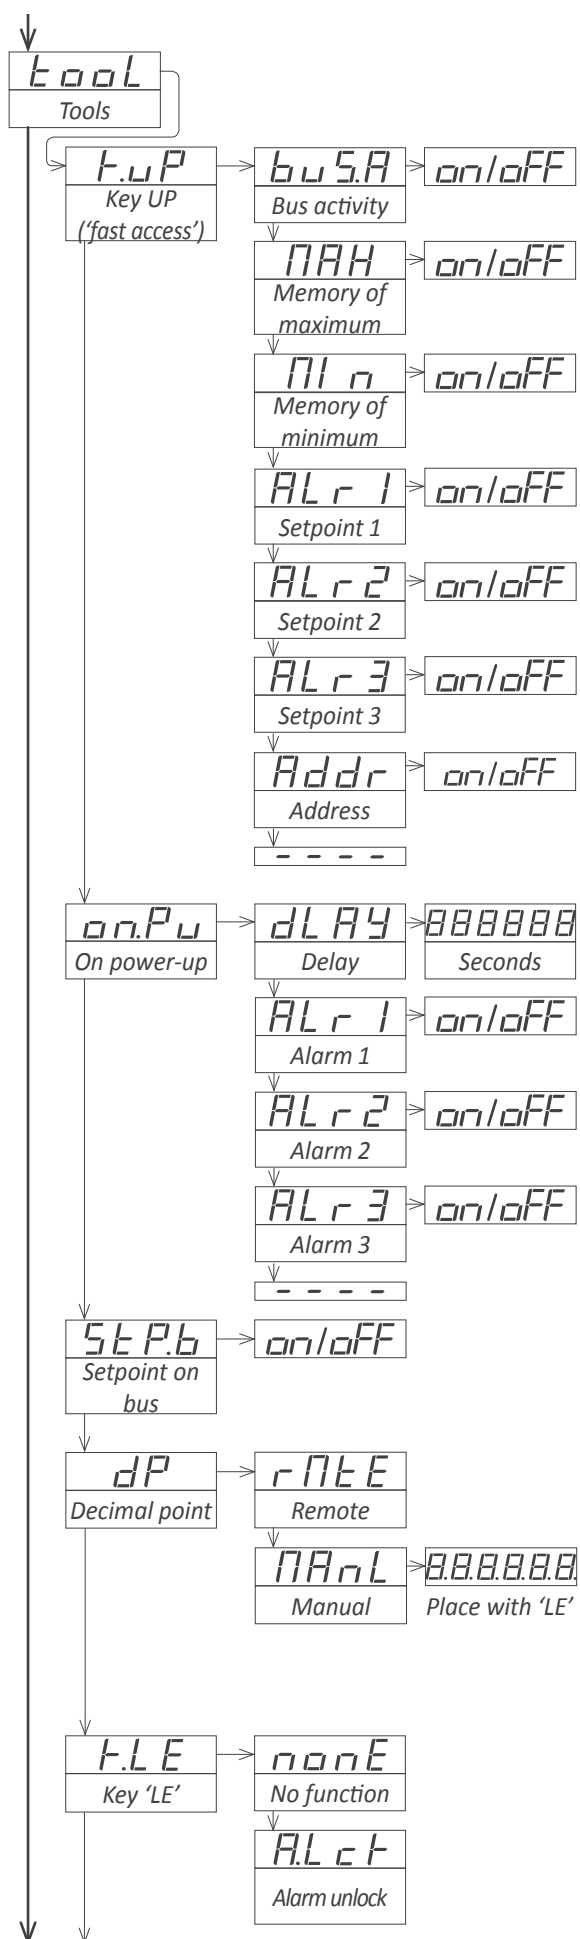 tooL
Tools
K.uP
buS.A
on/oFF
Key UP
(‘fast access’)
Bus activity
MAX
on/oFF
Memory of
maximum
MIn
on/oFF
Memory of
minimum
ALr1
on/oFF
Setpoint 1
ALr2
on/oFF
Setpoint 2
ALr3
on/oFF
Setpoint 3
Addr
on/oFF
Address
----
on.Pu
dLAY
888888
On power-up
Delay
Seconds
ALr1
on/oFF
Alarm 1
ALr2
on/oFF
Alarm 2
ALr3
on/oFF
Alarm 3
----
StP.b
on/oFF
Setpoint on
bus
dP
rMtE
Decimal point
Remote
MAnL
8.8.8.8.8.8.
Manual
Place with ‘LE’
K.LE
nonE
Key ‘LE’
No function
A.LcK
Alarm unlock